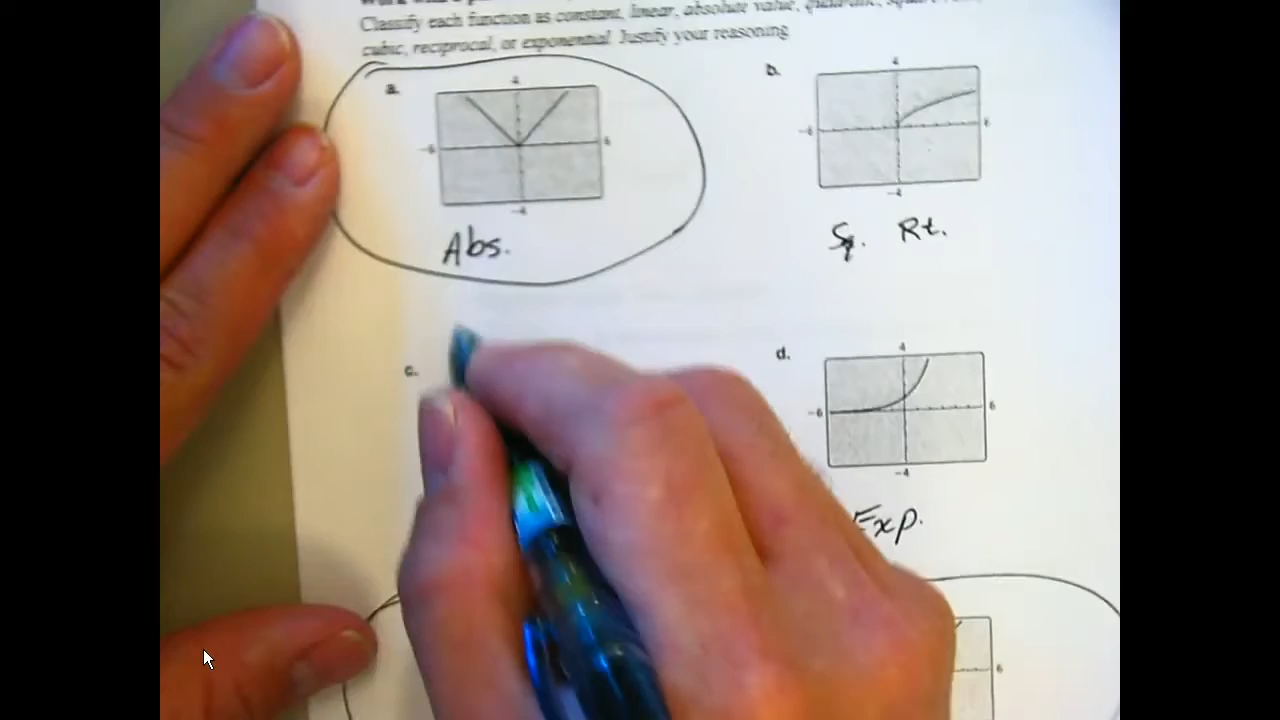 Classify each function as constant, linear, absolute value, quadratic,
cubic, reciprocal, or exponential. Justify your reasoning
a.
4
-6
6
-4
Abs.
b.
4
-6
6
-4
Sq. Rt.
c.
d.
4
-6
6
-4
Exp.
6